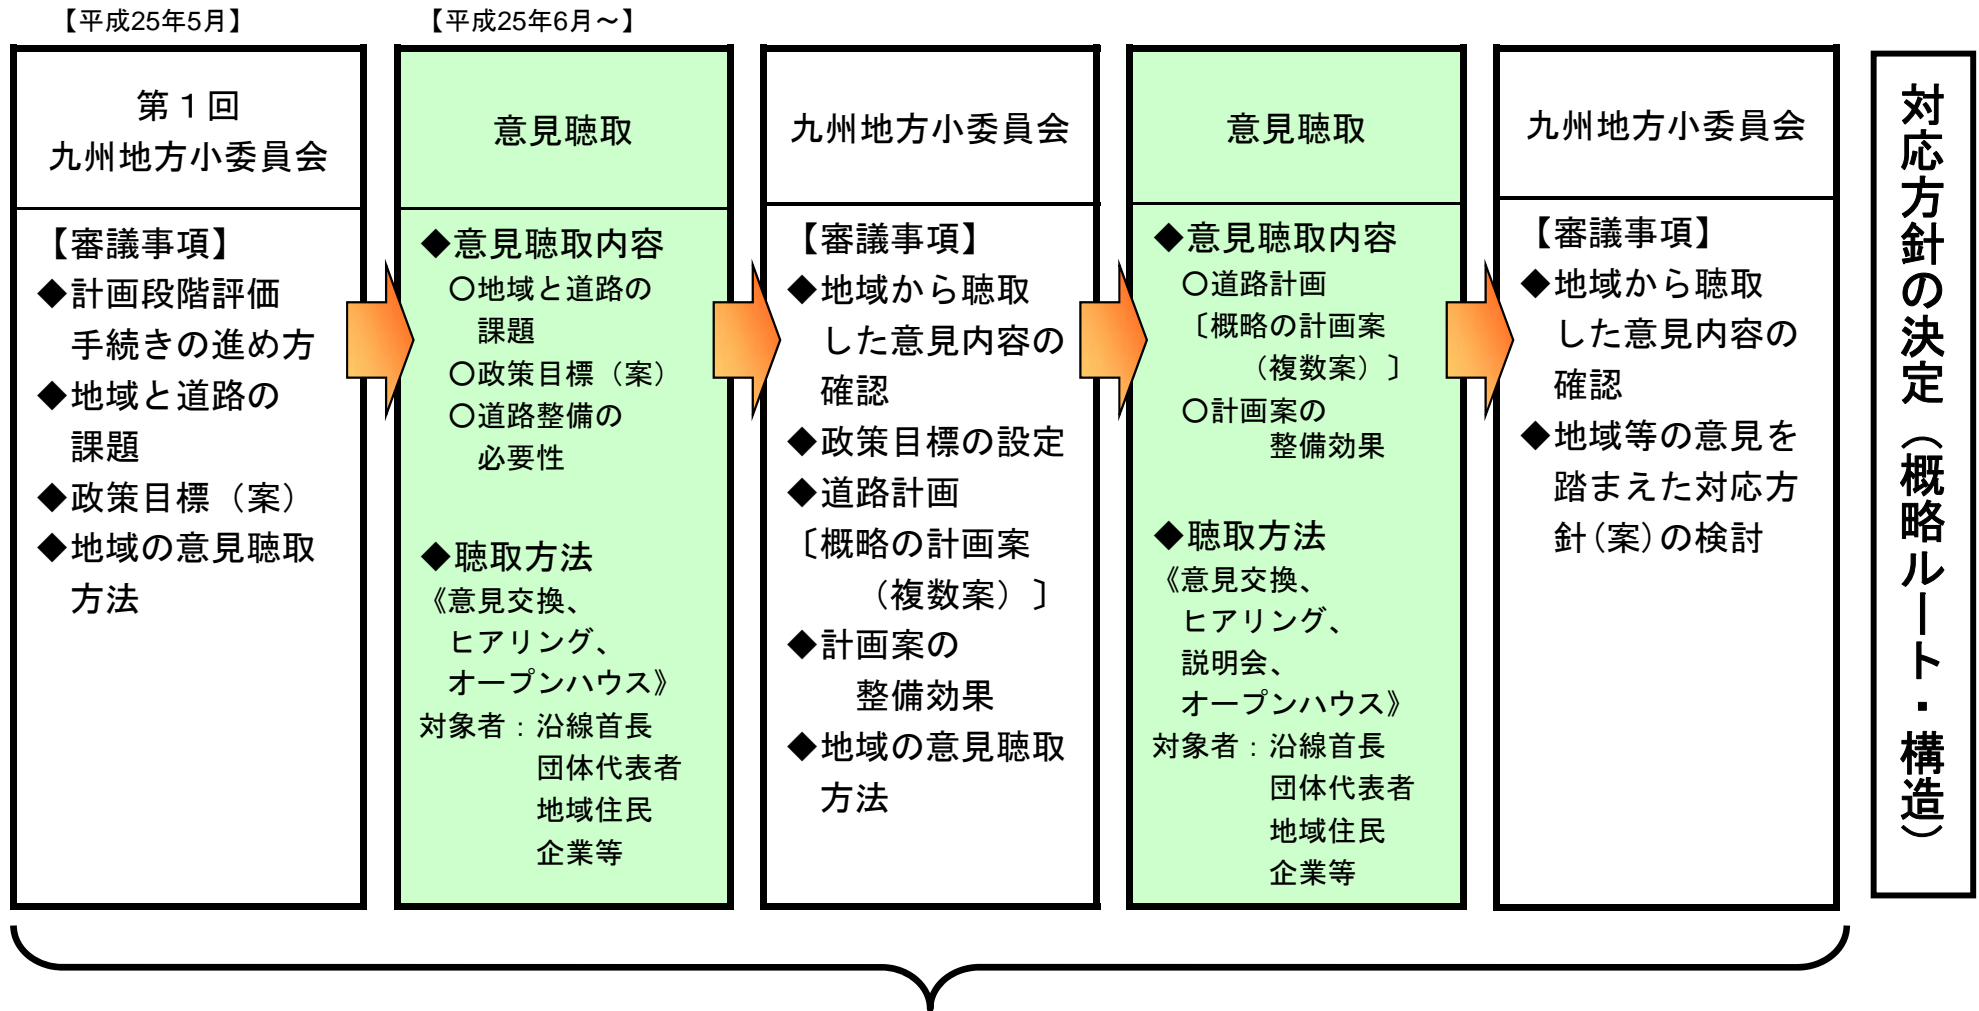 【平成25年5月】
第１回
九州地方小委員会
【審議事項】
◆計画段階評価
手続きの進め方
◆地域と道路の
課題
◆政策目標（案）
◆地域の意見聴取
方法
【平成25年6月～】
意見聴取
◆意見聴取内容
○地域と道路の
課題
○政策目標（案）
○道路整備の
必要性
◆聴取方法
《意見交換、
ヒアリング、
オープンハウス》
対象者：沿線首長
団体代表者
地域住民
企業等
九州地方小委員会
【審議事項】
◆地域から聴取
した意見内容の
確認
◆政策目標の設定
◆道路計画
〔概略の計画案
（複数案）〕
◆計画案の
整備効果
◆地域の意見聴取
方法
意見聴取
◆意見聴取内容
○道路計画
〔概略の計画案
（複数案）〕
○計画案の
整備効果
◆聴取方法
《意見交換、
ヒアリング、
説明会、
オープンハウス》
対象者：沿線首長
団体代表者
地域住民
企業等
九州地方小委員会
【審議事項】
◆地域から聴取
した意見内容の
確認
◆地域等の意見を
踏まえた対応方
針(案)の検討
対応方針の決定（概略ルート・構造）